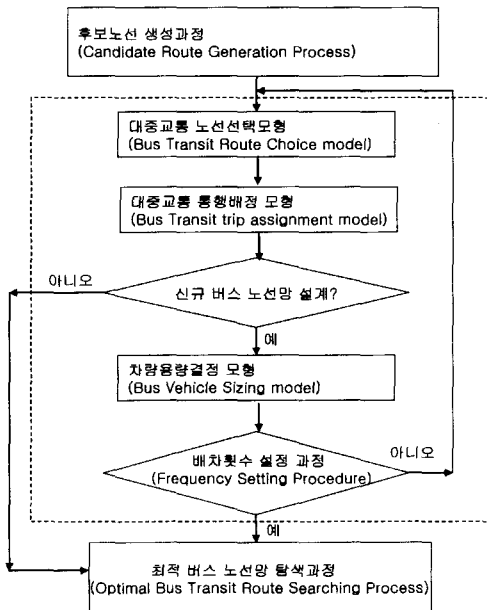 후보노선 생성과정
(Candidate Route Generation Process)
대중교통 노선선택모형
(Bus Transit Route Choice model)
대중교통 통행배정 모형
(Bus Transit trip assignment model)
아니오
신규 버스 노선망 설계?
예
차량용량결정 모형
(Bus Vehicle Sizing model)
배차횟수 설정 과정
(Frequency Setting Procedure)
아니오
예
최적 버스 노선망 탐색과정
(Optimal Bus Transit Route Searching Process)